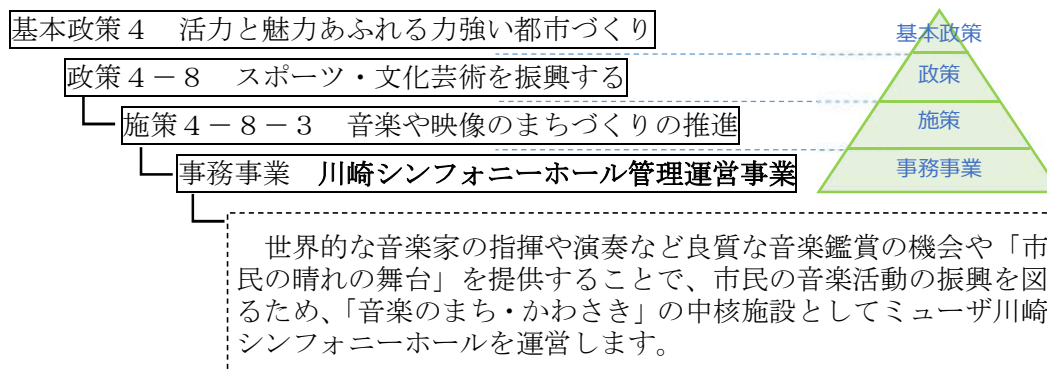 基本政策４　活力と魅力あふれる力強い都市づくり
政策４－８　スポーツ・文化芸術を振興する
施策４－８－３　音楽や映像のまちづくりの推進
事務事業　川崎シンフォニーホール管理運営事業
世界的な音楽家の指揮や演奏など良質な音楽鑑賞の機会や「市
民の晴れの舞台」を提供することで、市民の音楽活動の振興を図
るため、「音楽のまち・かわさき」の中核施設としてミューザ川崎
シンフォニーホールを運営します。
基本政策
政策
施策
事務事業